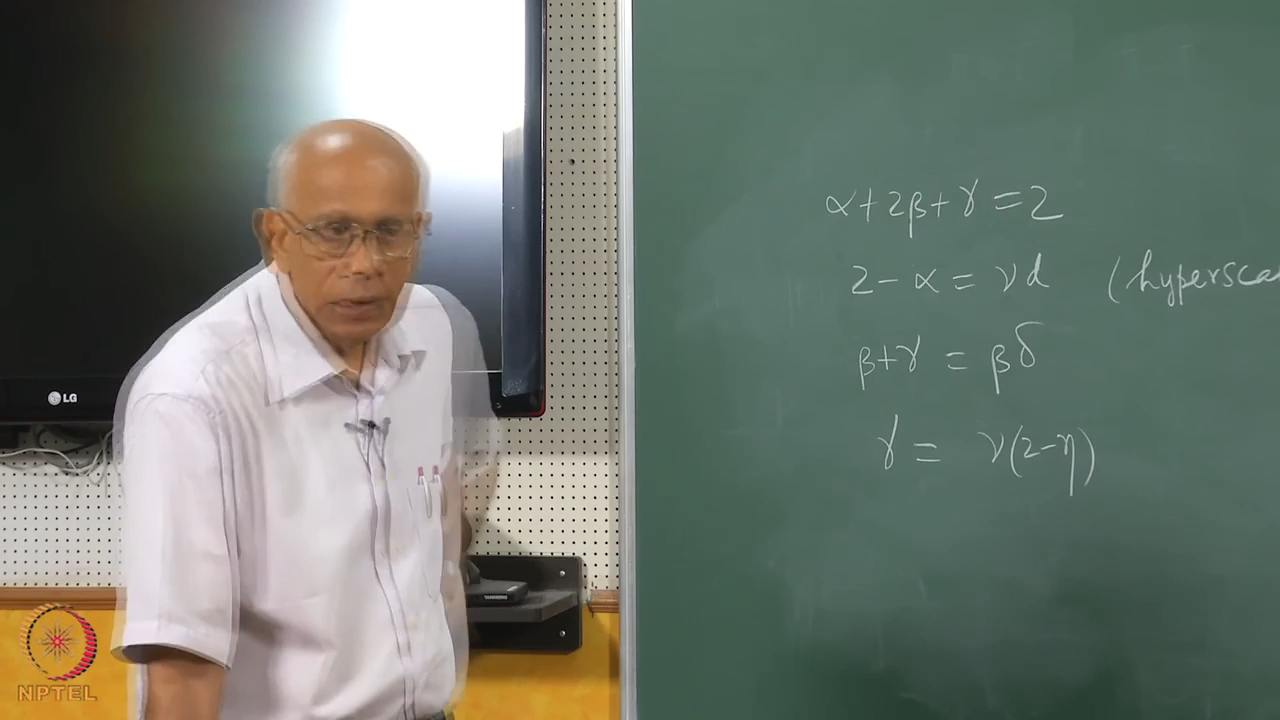 α+2β+γ=2
2-α=νd (hypersca
β+γ = βδ
γ = ν(2-η)
LG
NPTEL